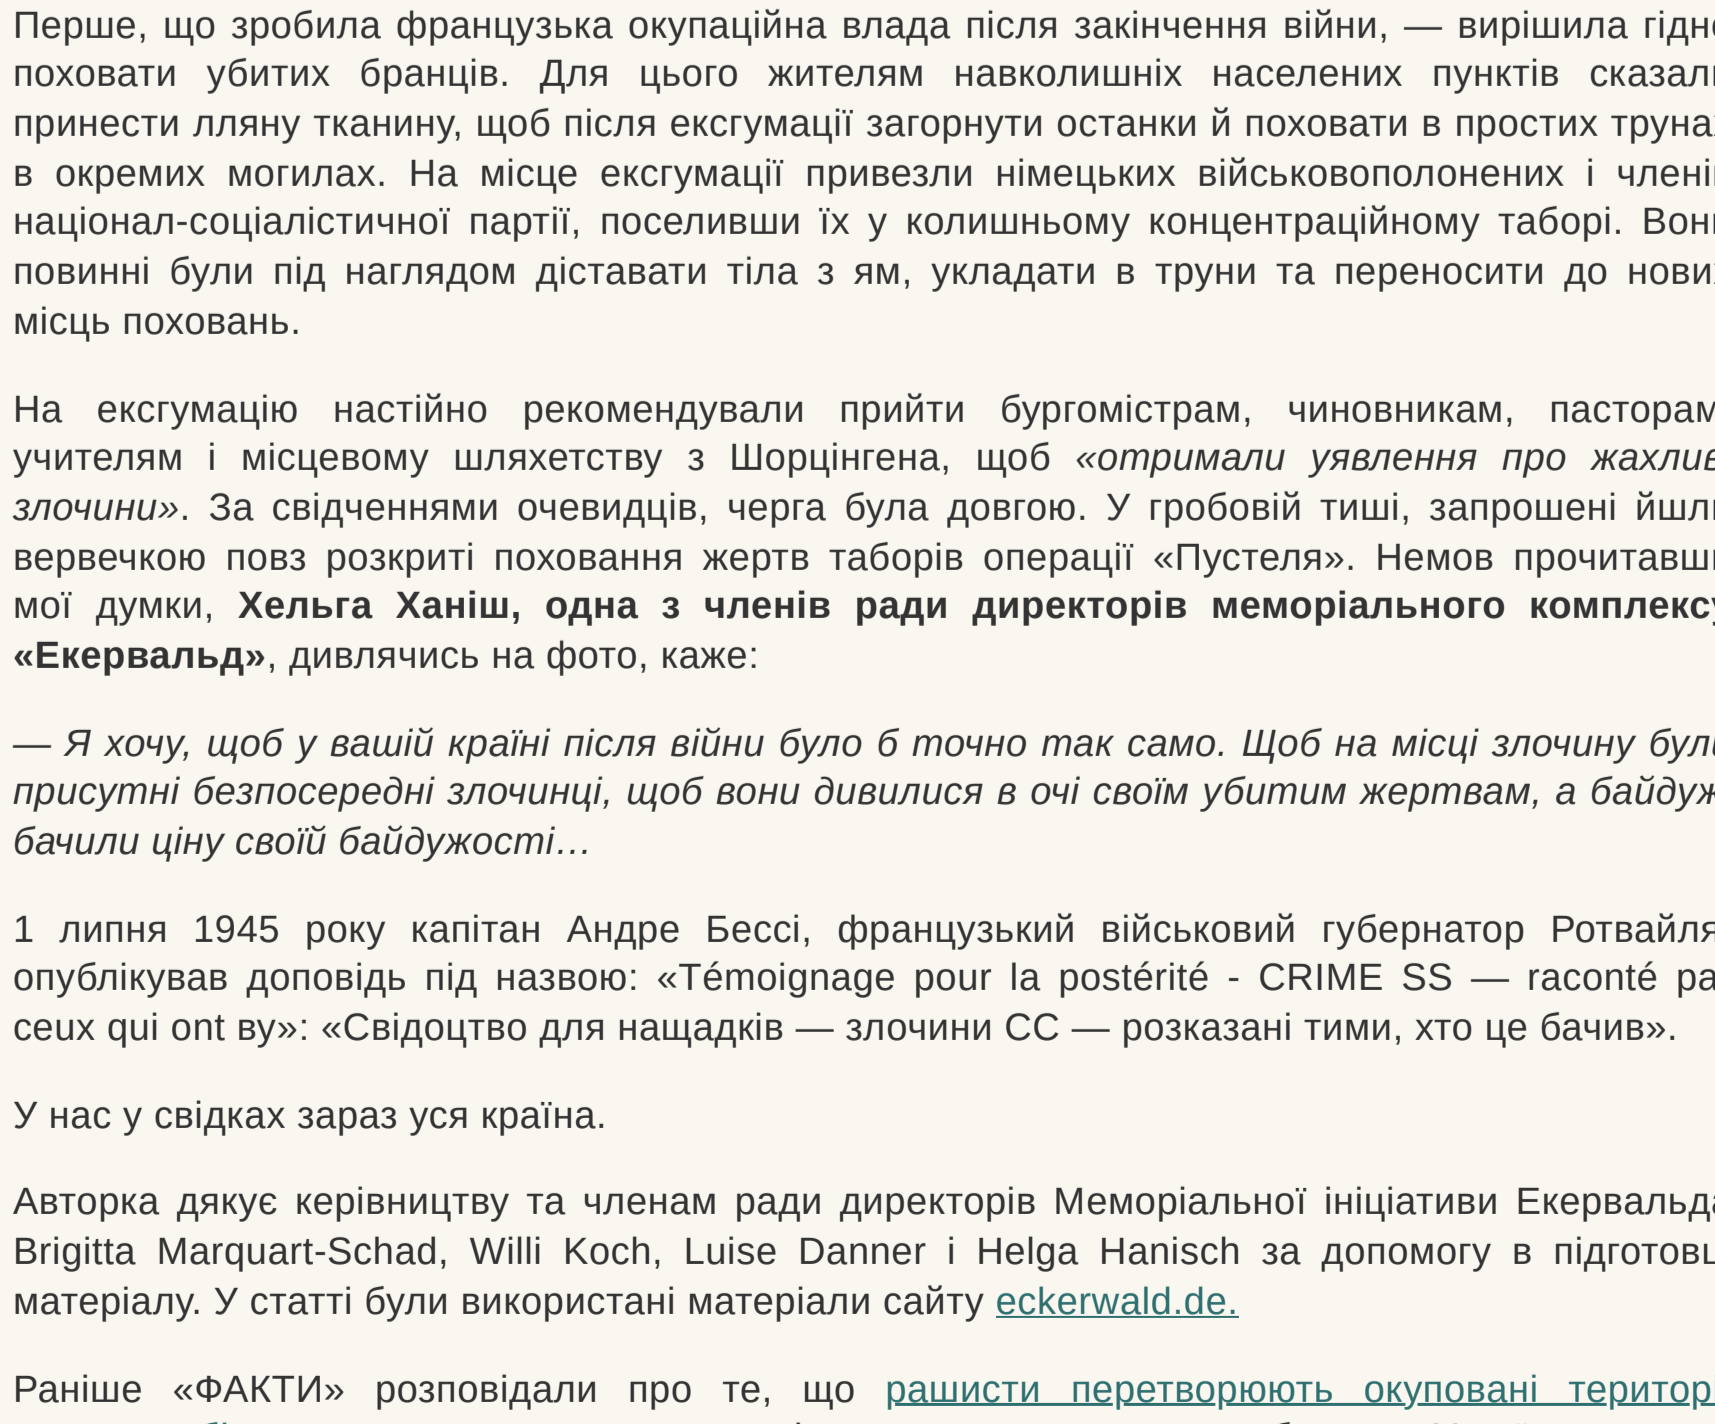 Перше, що зробила французька окупаційна влада після закінчення війни, — вирішила гідно
поховати убитих бранців. Для цього жителям навколишніх населених пунктів сказали
принести лляну тканину, щоб після ексгумації загорнути останки й поховати в простих трунах
в окремих могилах. На місце ексгумації привезли німецьких військовополонених і членів
націонал-соціалістичної партії, поселивши їх у колишньому концентраційному таборі. Вони
повинні були під наглядом діставати тіла з ям, укладати в труни та переносити до нових
місць поховань.
На ексгумацію настійно рекомендували прийти бургомістрам, чиновникам, пасторам
учителям і місцевому шляхетству з Шорцінгена, щоб «отримали уявлення про жахливі
злочини». За свідченнями очевидців, черга була довгою. У гробовій тиші, запрошені йшли
вервечкою повз розкриті поховання жертв таборів операції «Пустеля». Немов прочитавши
мої думки, Хельга Ханіш, одна з членів ради директорів меморіального комплексу
«Екервальд», дивлячись на фото, каже:
— Я хочу, щоб у вашій країні після війни було б точно так само. Щоб на місці злочину були
присутні безпосередні злочинці, щоб вони дивилися в очі своїм убитим жертвам, а байдужі
бачили ціну своїй байдужості…
1 липня 1945 року капітан Андре Бессі, французький військовий губернатор Ротвайля
опублікував доповідь під назвою: «Témoignage pour la postérité - CRIME SS — raconté par
ceux qui ont ву»: «Свідоцтво для нащадків — злочини СС — розказані тими, хто це бачив».
У нас у свідках зараз уся країна.
Авторка дякує керівництву та членам ради директорів Меморіальної ініціативи Екервальда
Brigitta Marquart-Schad, Willi Koch, Luise Danner і Helga Hanisch за допомогу в підготовці
матеріалу. У статті були використані матеріали сайту eckerwald.de.
Раніше «ФАКТИ» розповідали про те, що рашисти перетворюють окуповані території